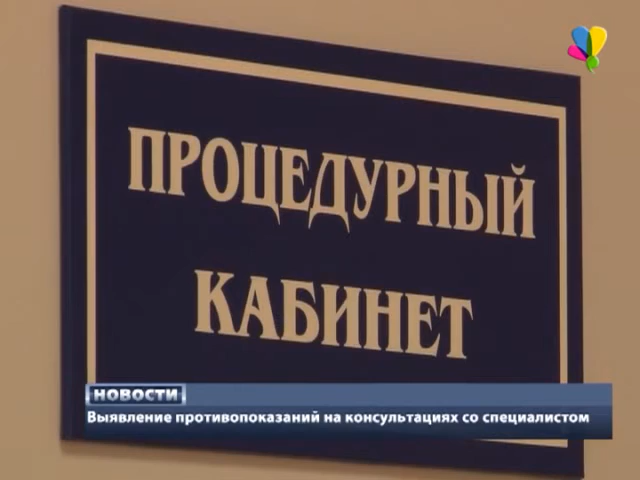 ПРОЦЕДУРНЫЙ
КАБИНЕТ
НОВОСТИ
Выявление противопоказаний на консультациях со специалистом